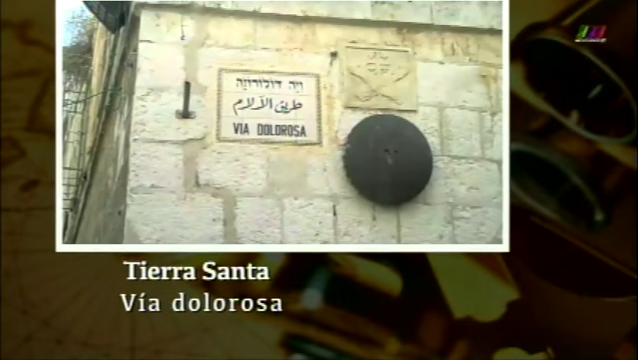 ויה דולורוזה
طريق الآلام
VIA DOLOROSA
Tierra Santa
Vía dolorosa